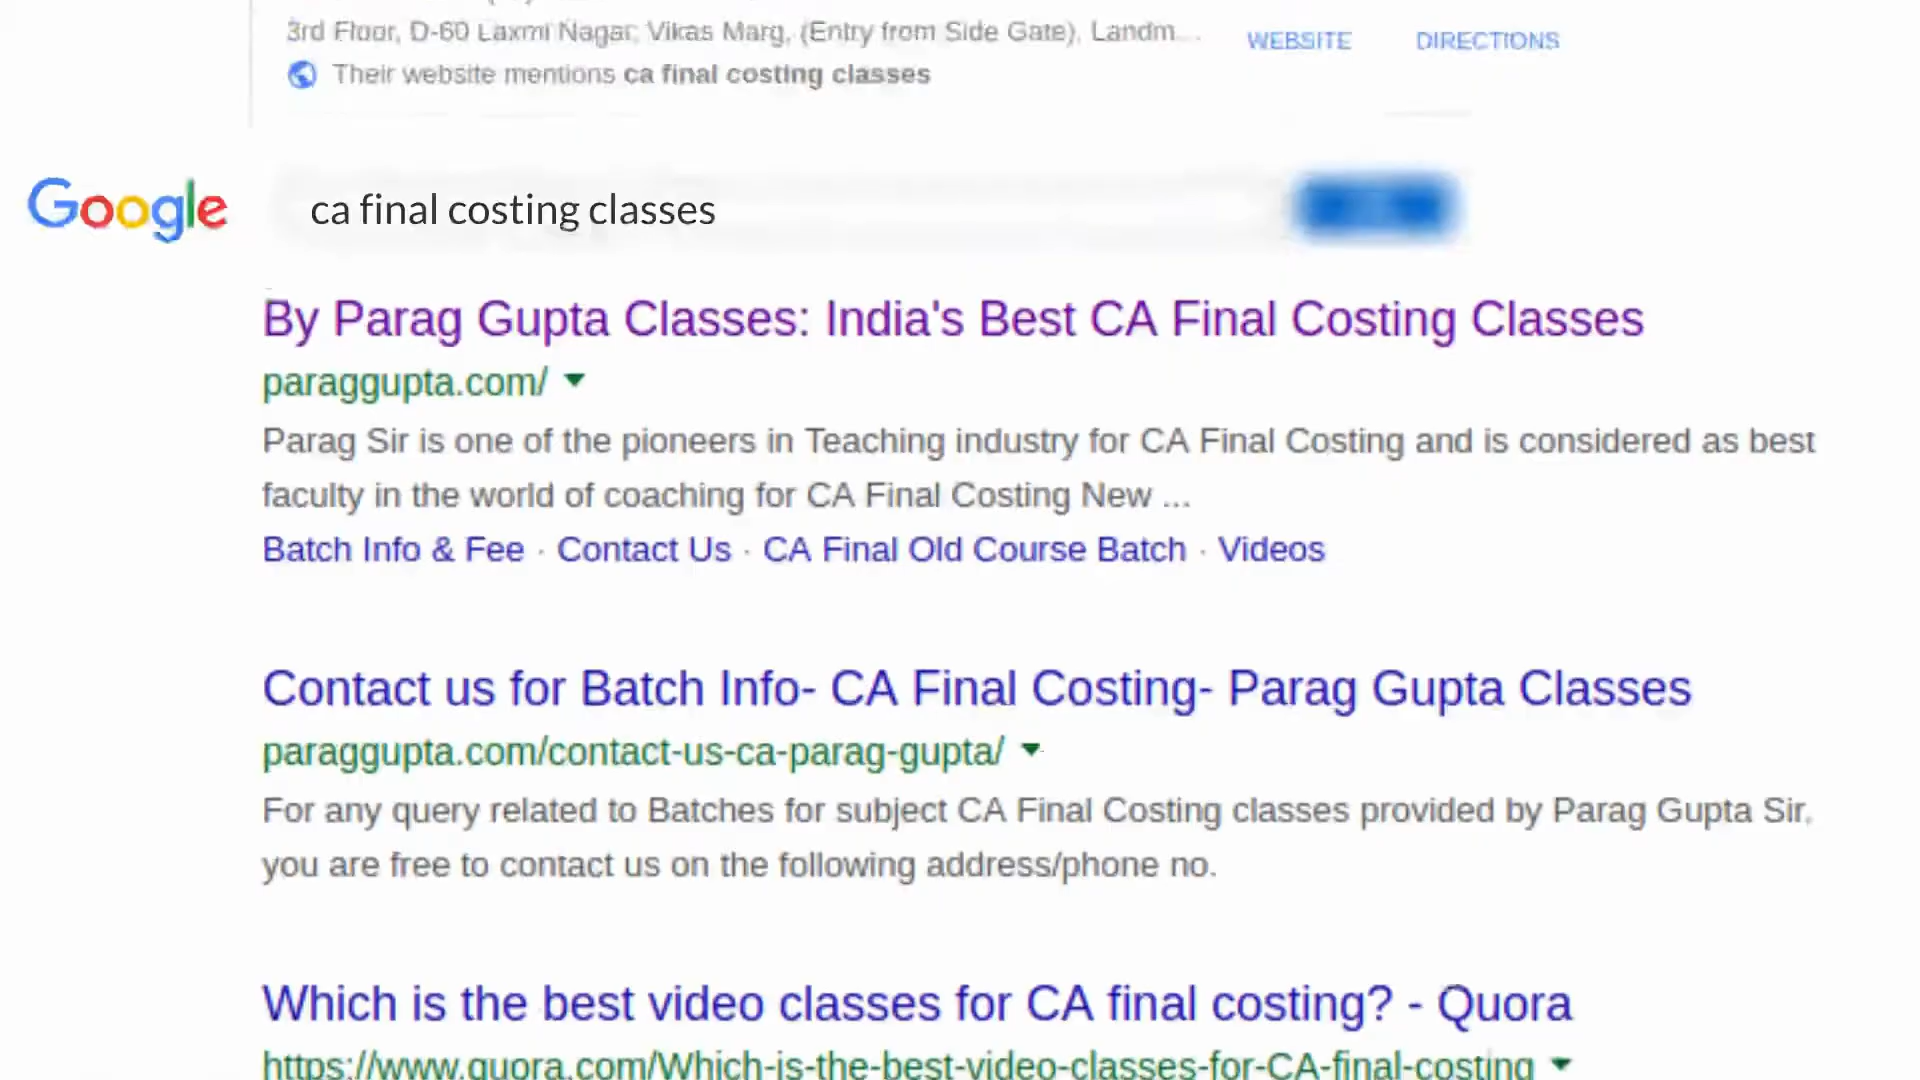 3rd Floor, D-60 Laxmi Nagar, Vikas Marg, (Entry from Side Gate), Landm...
WEBSITE DIRECTIONS
Their website mentions ca final costing classes
Google ca final costing classes
By Parag Gupta Classes: India's Best CA Final Costing Classes
paraggupta.com/
Parag Sir is one of the pioneers in Teaching industry for CA Final Costing and is considered as best
faculty in the world of coaching for CA Final Costing New ...
Batch Info & Fee · Contact Us · CA Final Old Course Batch · Videos
Contact us for Batch Info- CA Final Costing- Parag Gupta Classes
paraggupta.com/contact-us-ca-parag-gupta/
For any query related to Batches for subject CA Final Costing classes provided by Parag Gupta Sir,
you are free to contact us on the following address/phone no.
Which is the best video classes for CA final costing? - Quora
https://www.quora.com/Which-is-the-best-video-classes-for-CA-final-costing